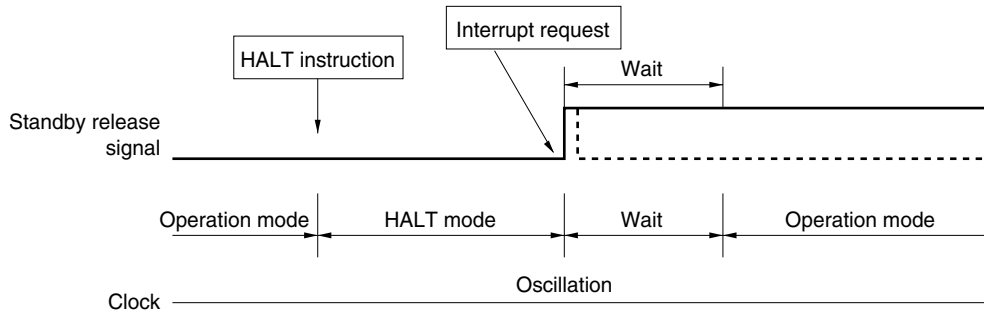 Interrupt request
HALT instruction
Wait
Standby release
signal
Operation mode
HALT mode
Wait
Operation mode
Oscillation
Clock